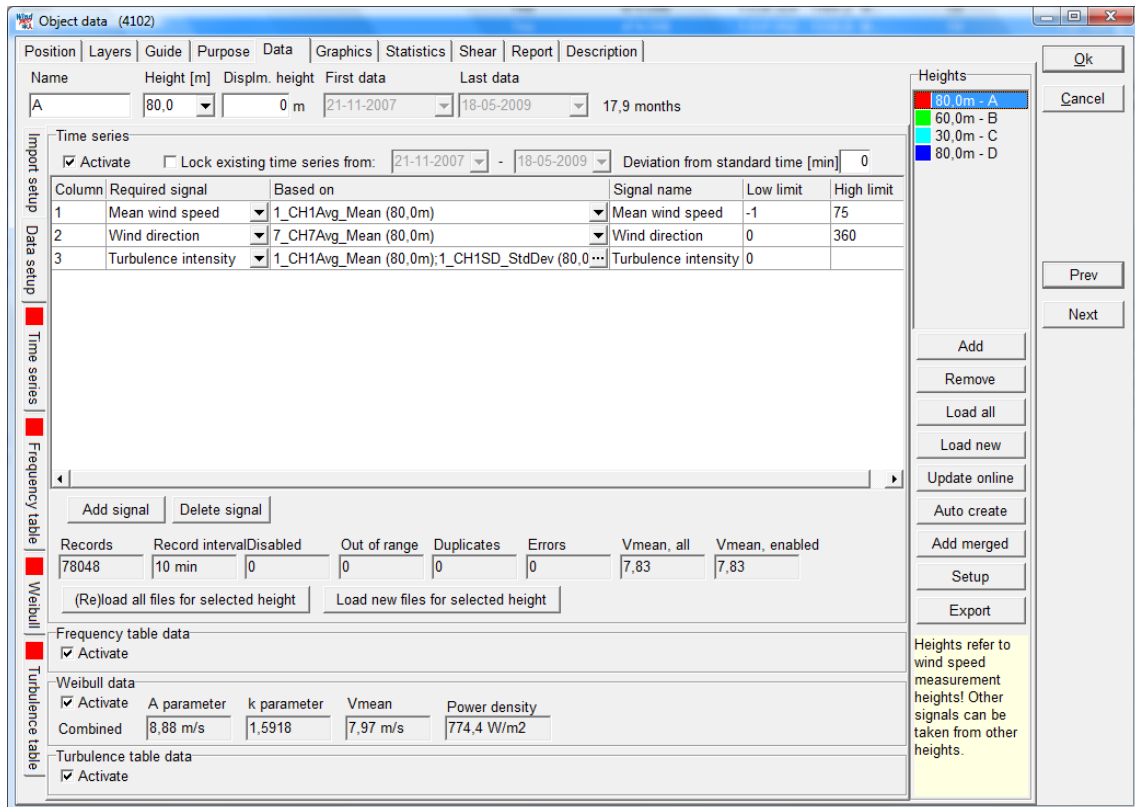 Object data (4102)
Position Layers Guide Purpose Data Graphics Statistics Shear Report Description
Name Height [m] Displm. height First data Last data
A 80,0 0 m 21-11-2007 18-05-2009 17,9 months
Import setup
Data setup
Time series
Frequency table
Weibull
Turbulence table
Time series
Activate Lock existing time series from: 21-11-2007 - 18-05-2009 Deviation from standard time [min] 0
Column Required signal Based on Signal name Low limit High limit
1 Mean wind speed 1_CH1Avg_Mean (80,0m) Mean wind speed -1 75
2 Wind direction 7_CH7Avg_Mean (80,0m) Wind direction 0 360
3 Turbulence intensity 1_CH1Avg_Mean (80,0m);1_CH1SD_StdDev (80,0 ... Turbulence intensity 0
Add signal Delete signal
Records Record interval Disabled Out of range Duplicates Errors Vmean, all Vmean, enabled
78048 10 min 0 0 0 0 7,83 7,83
(Re)load all files for selected height Load new files for selected height
Frequency table data
Activate
Weibull data
Activate A parameter k parameter Vmean Power density
Combined 8,88 m/s 1,5918 7,97 m/s 774,4 W/m2
Turbulence table data
Activate
Heights
80,0m - A
60,0m - B
30,0m - C
80,0m - D
Add
Remove
Load all
Load new
Update online
Auto create
Add merged
Setup
Export
Heights refer to
wind speed
measurement
heights! Other
signals can be
taken from other
heights.
Ok
Cancel
Prev
Next